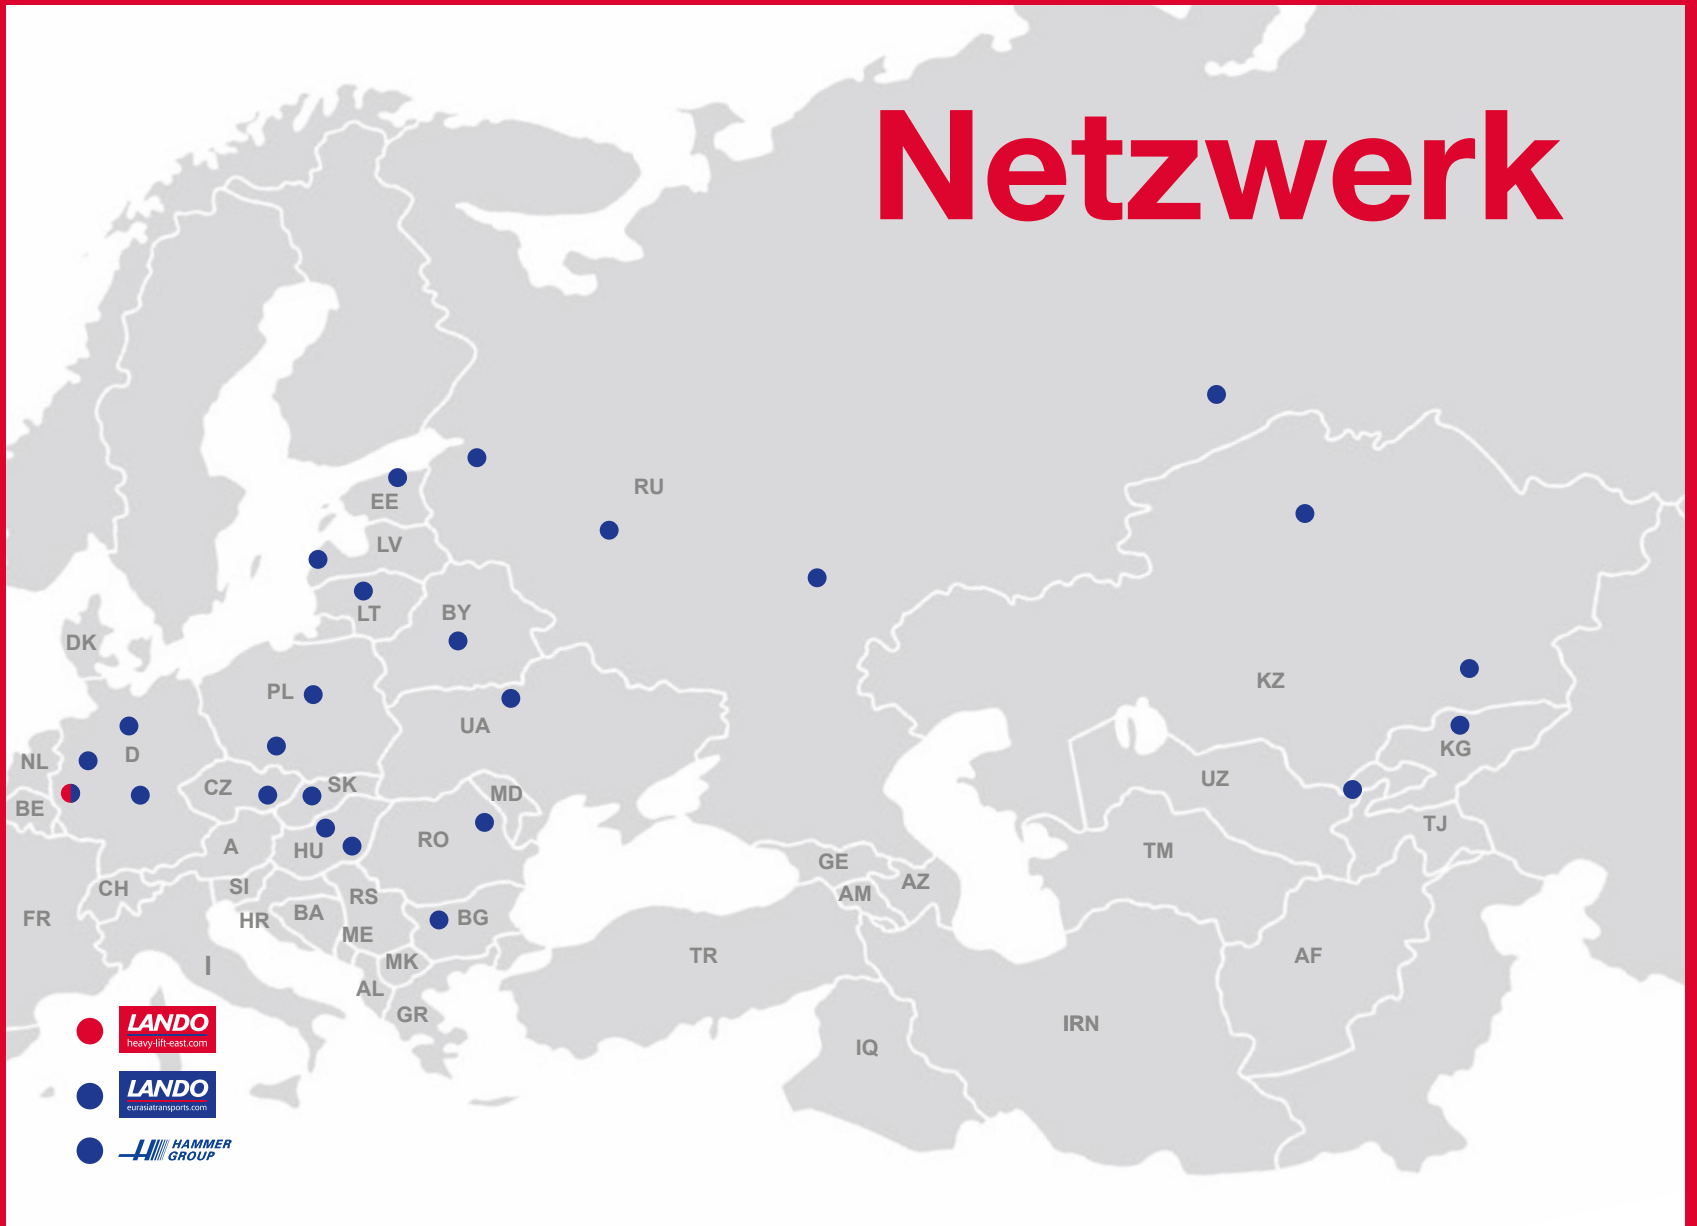 Netzwerk
RU
EE
LV
LT
BY
DK
PL
KZ
UA
NL
D
KG
CZ
SK
UZ
BE
MD
TJ
A
HU
RO
TM
GE
CH
SI
RS
AM
AZ
FR
HR
BA
BG
ME
I
MK
TR
AF
AL
GR
IRN
IQ
LANDO
heavy-lift-east.com
LANDO
eurasiatransports.com
HAMMER
GROUP